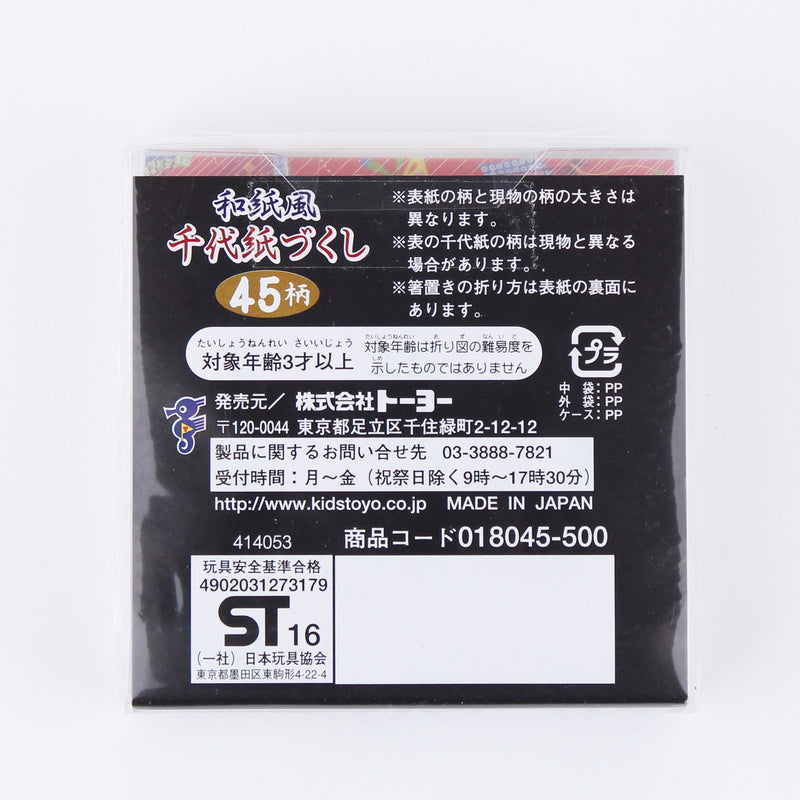 和紙風
千代紙づくし
45柄
※表紙の柄と現物の柄の大きさは
異なります。
※表の千代紙の柄は現物と異なる
場合があります。
※箸置きの折り方は表紙の裏面に
あります。
たいしょうねんれい さいいじょう
対象年齢3才以上
たいしょうねんれい お ず なんいど
対象年齢は折り図の難易度を
しめ
示したものではありません
プラ
中 袋：PP
外 袋：PP
ケース：PP
発売元／ 株式会社トーヨー
〒120-0044 東京都足立区千住緑町2-12-12
製品に関するお問い合せ先 03-3888-7821
受付時間：月～金（祝祭日除く9時～17時30分）
http://www.kidstoyo.co.jp MADE IN JAPAN
414053 商品コード018045-500
玩具安全基準合格
4902031273179
ST 16
（一社）日本玩具協会
東京都墨田区東駒形4-22-4